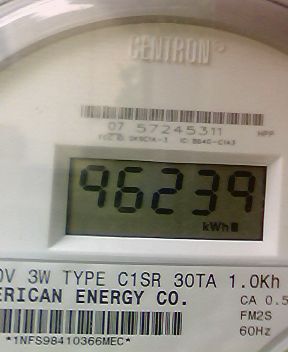 CENTRON®
07 57245311 HPP
96239
kWh
0V 3W TYPE C1SR 30TA 1.0Kh
ERICAN ENERGY CO.
CA 0.5
FM2S
60Hz
*1NFS98410366MEC*